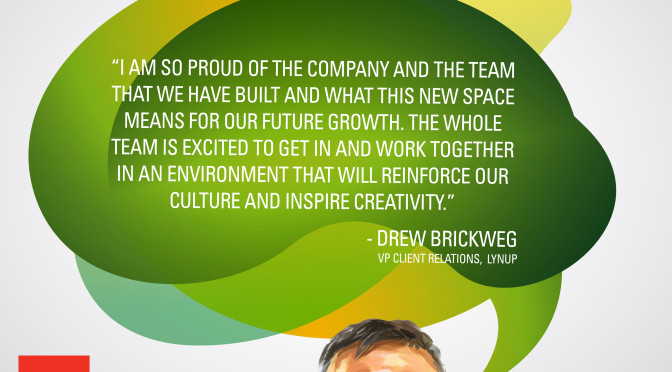 “I AM SO PROUD OF THE COMPANY AND THE TEAM
THAT WE HAVE BUILT AND WHAT THIS NEW SPACE
MEANS FOR OUR FUTURE GROWTH. THE WHOLE
TEAM IS EXCITED TO GET IN AND WORK TOGETHER
IN AN ENVIRONMENT THAT WILL REINFORCE OUR
CULTURE AND INSPIRE CREATIVITY.”
- DREW BRICKWEG
VP CLIENT RELATIONS, LYNUP